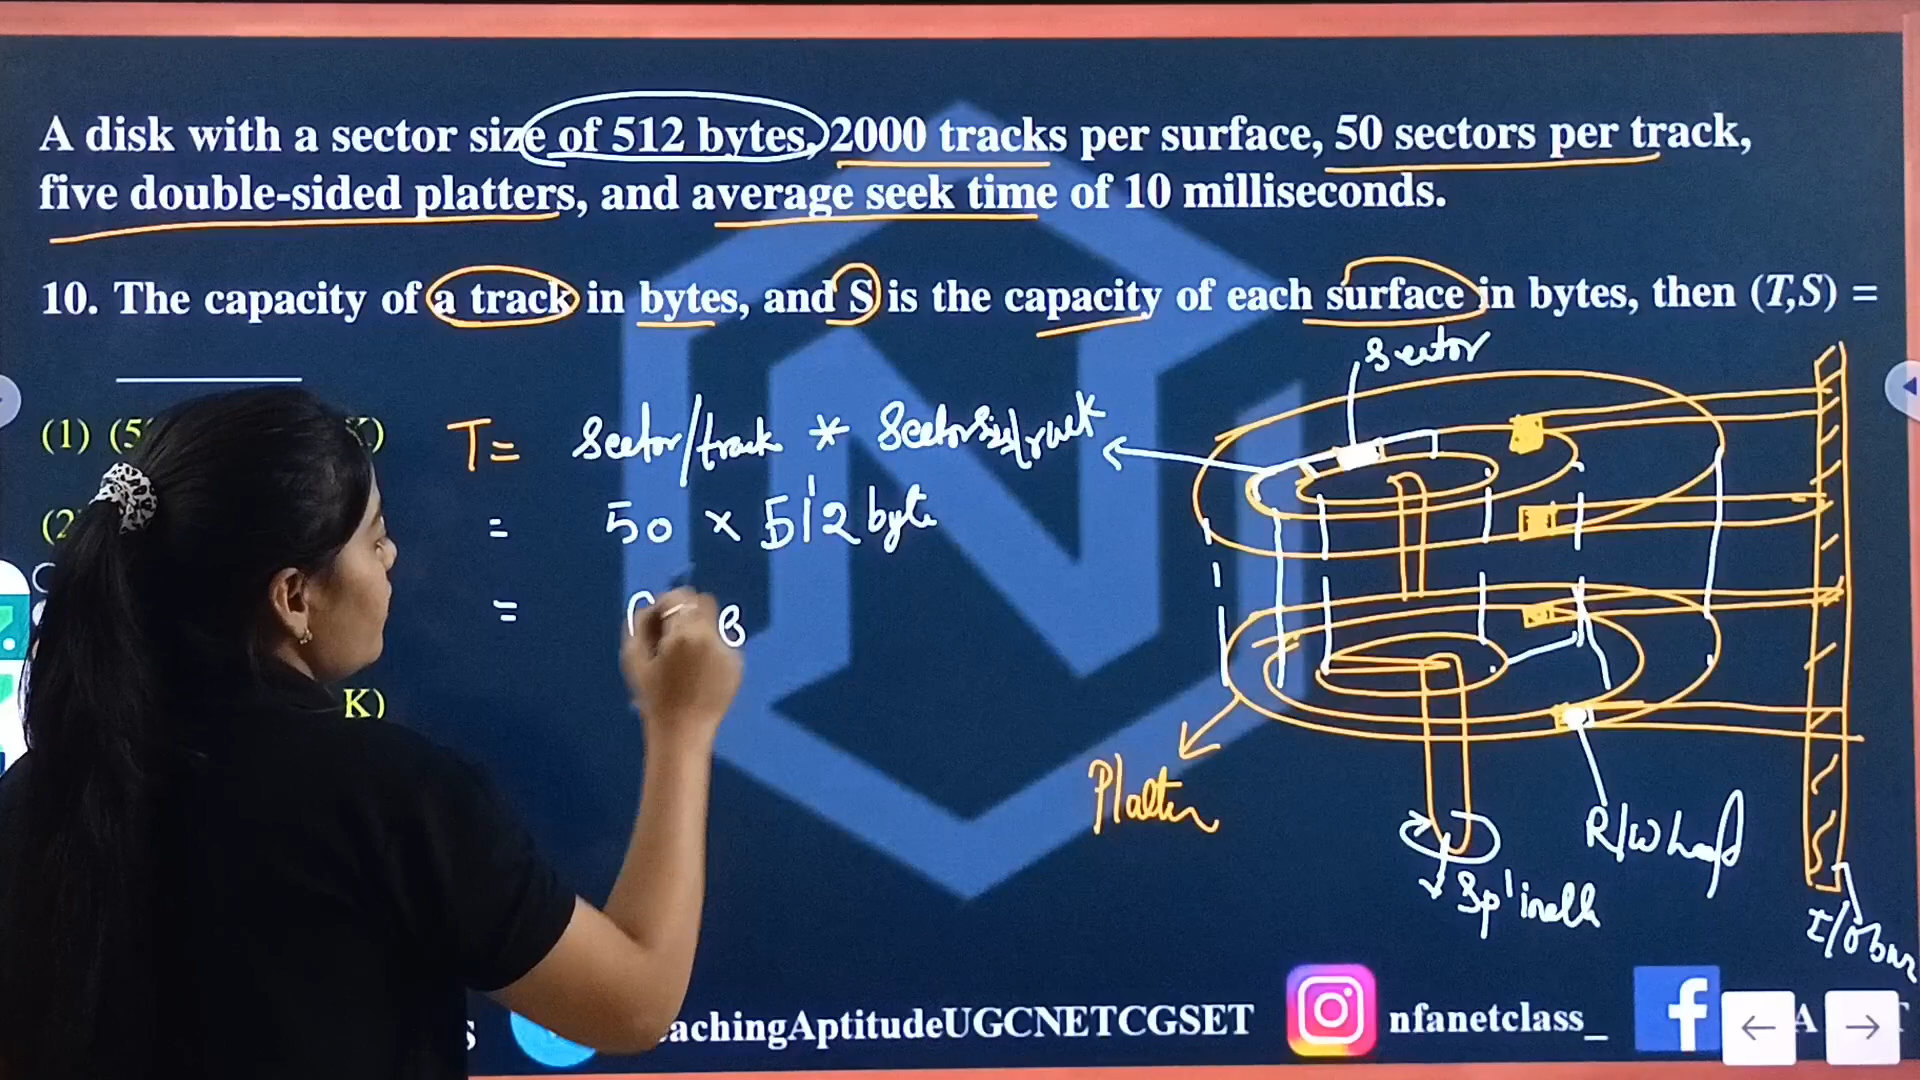 A disk with a sector size of 512 bytes, 2000 tracks per surface, 50 sectors per track,
five double-sided platters, and average seek time of 10 milliseconds.
10. The capacity of a track in bytes, and S is the capacity of each surface in bytes, then (T,S) =
sector
(1) (5
K)
T = Sector/track * Sector
(2
= 50 × 512 byte
=
B
K)
Platter
R/W head
I/O bar
achingAptitudeUGCNETCGSET
nfanetclass_
A